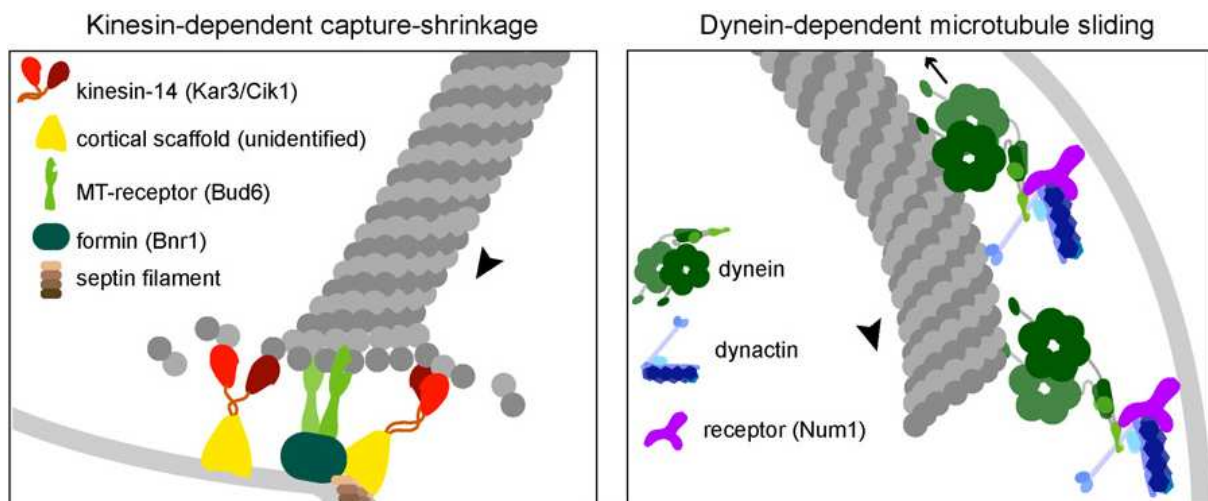 Kinesin-dependent capture-shrinkage
kinesin-14 (Kar3/Cik1)
cortical scaffold (unidentified)
MT-receptor (Bud6)
formin (Bnr1)
septin filament
Dynein-dependent microtubule sliding
dynein
dynactin
receptor (Num1)